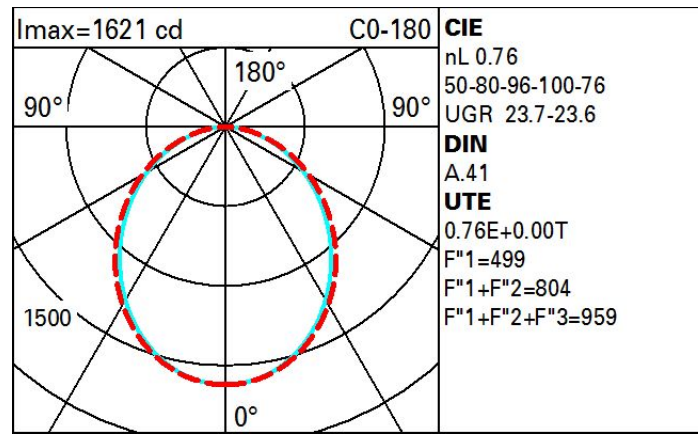 Imax=1621 cd C0-180
180°
90° 90°
1500
0°
CIE
nL 0.76
50-80-96-100-76
UGR 23.7-23.6
DIN
A.41
UTE
0.76E+0.00T
F"1=499
F"1+F"2=804
F"1+F"2+F"3=959